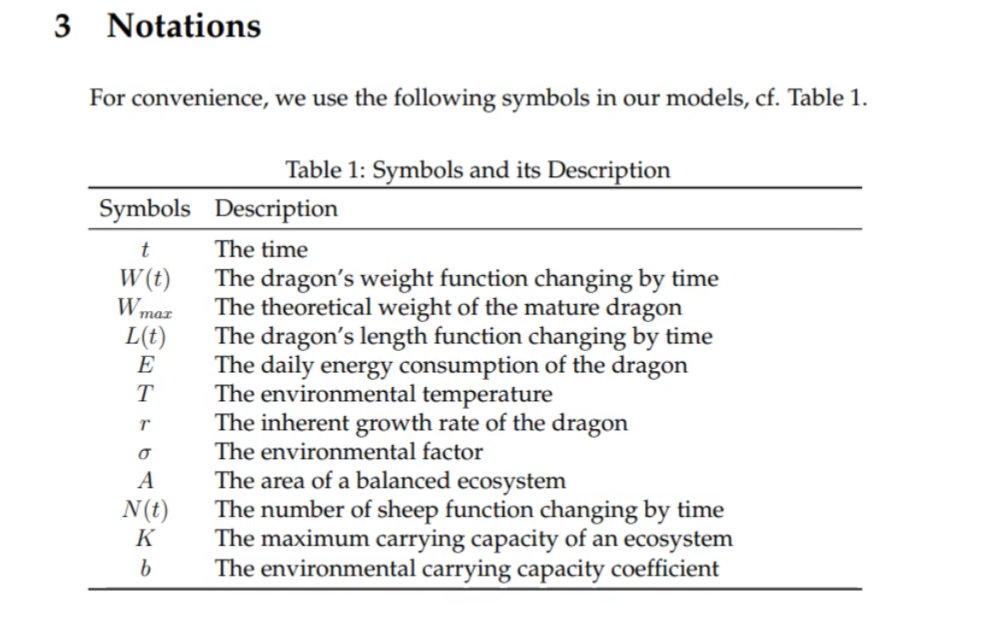 3 Notations
For convenience, we use the following symbols in our models, cf. Table 1.
Table 1: Symbols and its Description
Symbols Description
t The time
W(t) The dragon's weight function changing by time
W_max The theoretical weight of the mature dragon
L(t) The dragon's length function changing by time
E The daily energy consumption of the dragon
T The environmental temperature
r The inherent growth rate of the dragon
σ The environmental factor
A The area of a balanced ecosystem
N(t) The number of sheep function changing by time
K The maximum carrying capacity of an ecosystem
b The environmental carrying capacity coefficient